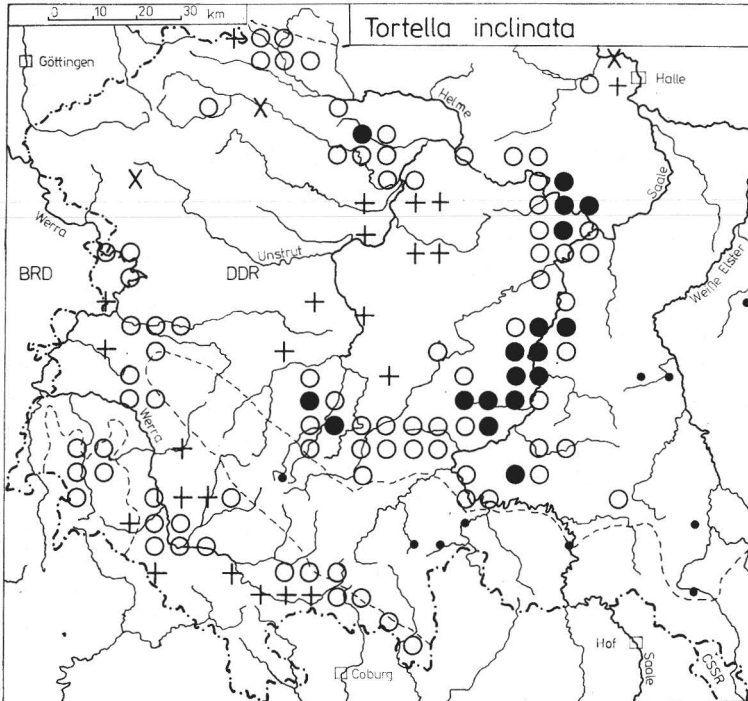 0 10 20 30 km
Tortella inclinata
Göttingen
Halle
Helme
Saale
Werra
Unstrut
BRD
DDR
Weiße Elster
Werra
Hof
Saale
Coburg
CSSR